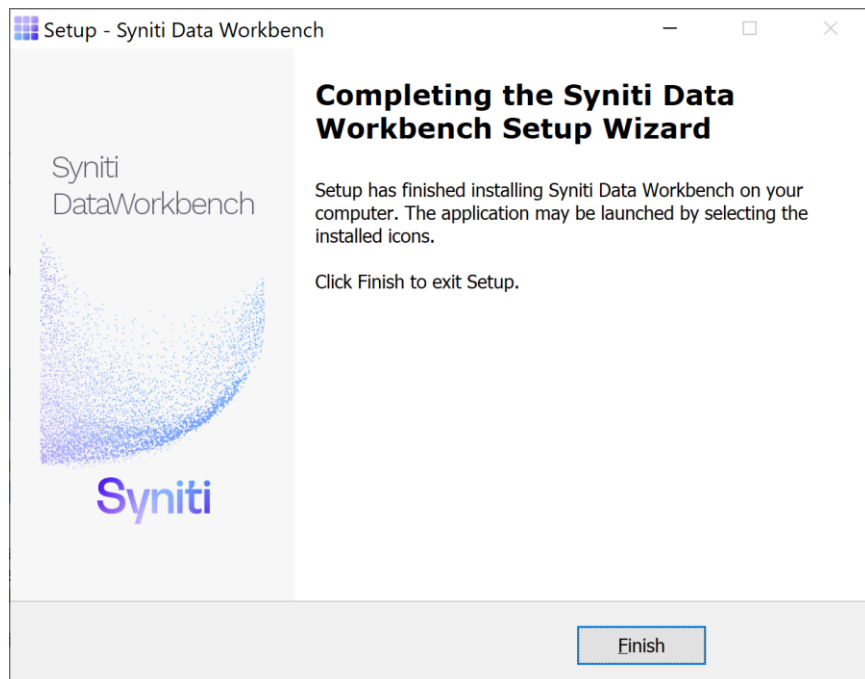 Setup - Syniti Data Workbench
Syniti
DataWorkbench
Syniti
Completing the Syniti Data
Workbench Setup Wizard
Setup has finished installing Syniti Data Workbench on your
computer. The application may be launched by selecting the
installed icons.
Click Finish to exit Setup.
Finish